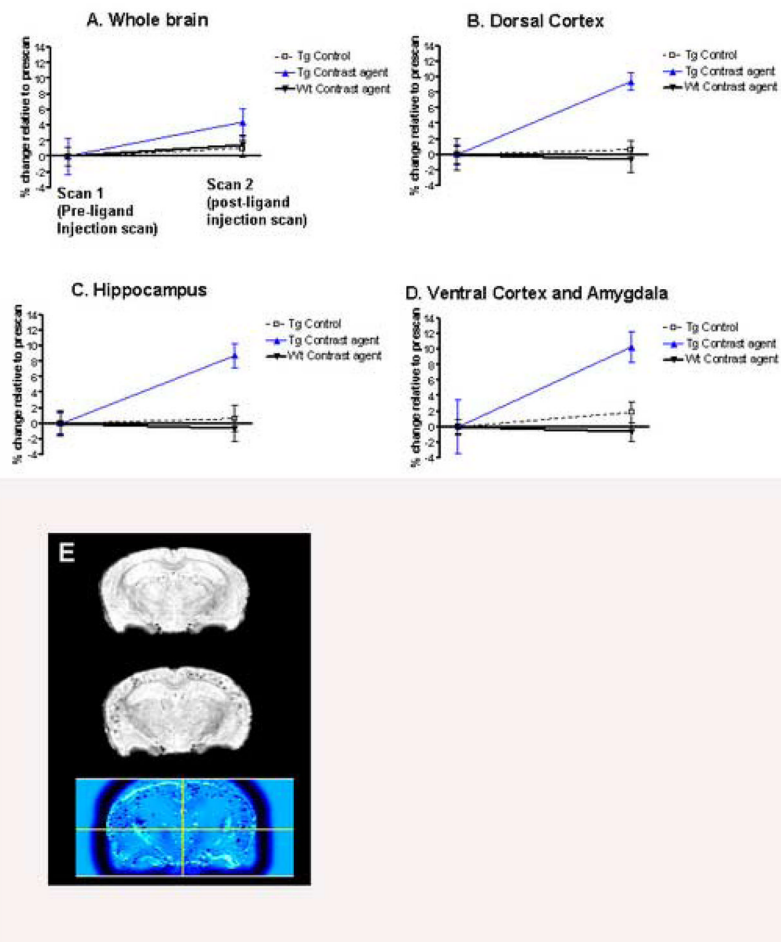 A. Whole brain
% change relative to prescan
14
12
10
8
6
4
2
0
-2
-4
Tg Control
Tg Contrast agent
Wt Contrast agent
Scan 1
(Pre-ligand
Injection scan)
Scan 2
(post-ligand
injection scan)
B. Dorsal Cortex
% change relative to prescan
14
12
10
8
6
4
2
0
-2
-4
Tg Control
Tg Contrast agent
Wt Contrast agent
C. Hippocampus
% change relative to prescan
14
12
10
8
6
4
2
0
-2
-4
Tg Control
Tg Contrast agent
Wt Contrast agent
D. Ventral Cortex and Amygdala
% change relative to prescan
14
12
10
8
6
4
2
0
-2
-4
Tg Control
Tg Contrast agent
Wt Contrast agent
E